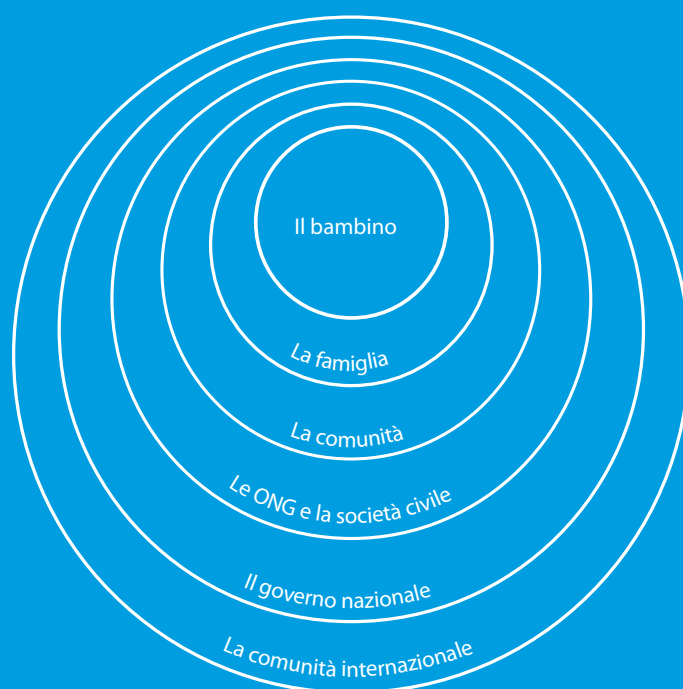 Il bambino
La famiglia
La comunità
Le ONG e la società civile
Il governo nazionale
La comunità internazionale